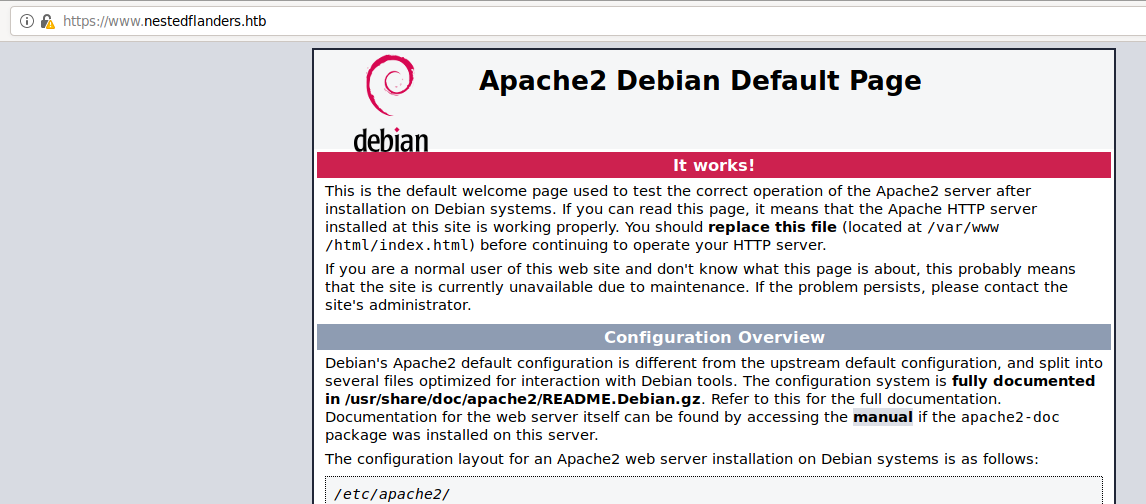 https://www.nestedflanders.htb
Apache2 Debian Default Page
debian
It works!
This is the default welcome page used to test the correct operation of the Apache2 server after
installation on Debian systems. If you can read this page, it means that the Apache HTTP server
installed at this site is working properly. You should replace this file (located at /var/www
/html/index.html) before continuing to operate your HTTP server.
If you are a normal user of this web site and don't know what this page is about, this probably means
that the site is currently unavailable due to maintenance. If the problem persists, please contact the
site's administrator.
Configuration Overview
Debian's Apache2 default configuration is different from the upstream default configuration, and split into
several files optimized for interaction with Debian tools. The configuration system is fully documented
in /usr/share/doc/apache2/README.Debian.gz. Refer to this for the full documentation.
Documentation for the web server itself can be found by accessing the manual if the apache2-doc
package was installed on this server.
The configuration layout for an Apache2 web server installation on Debian systems is as follows:
/etc/apache2/